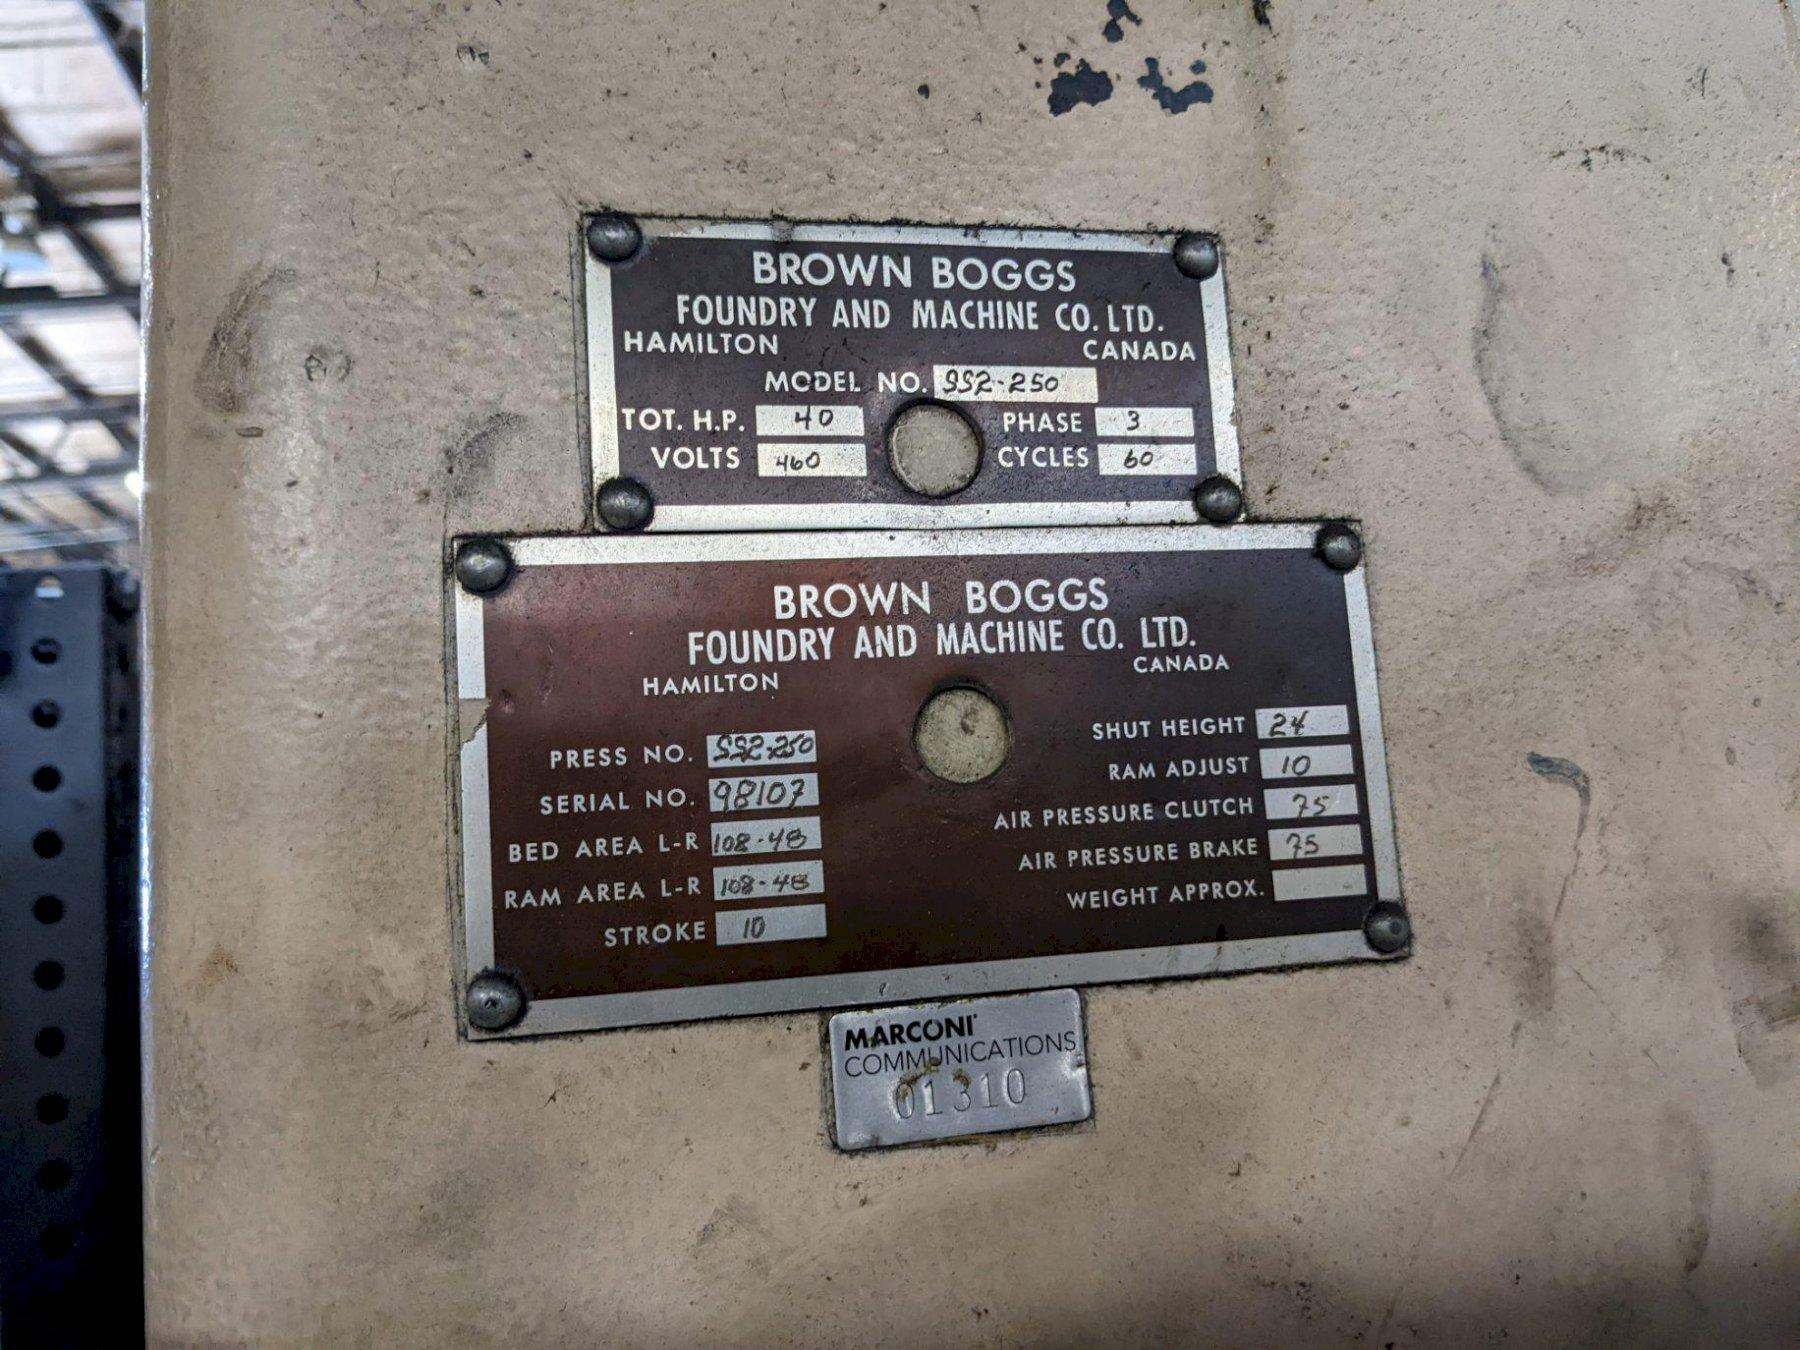 BROWN BOGGS
FOUNDRY AND MACHINE CO. LTD.
HAMILTON CANADA
MODEL NO. SS2-250
TOT. H.P. 40 PHASE 3
VOLTS 460 CYCLES 60
BROWN BOGGS
FOUNDRY AND MACHINE CO. LTD.
HAMILTON CANADA
PRESS NO. SS2-250 SHUT HEIGHT 24
SERIAL NO. 98107 RAM ADJUST 10
BED AREA L-R 108-48 AIR PRESSURE CLUTCH 75
RAM AREA L-R 108-48 AIR PRESSURE BRAKE 75
STROKE 10 WEIGHT APPROX.
MARCONI
COMMUNICATIONS
01310